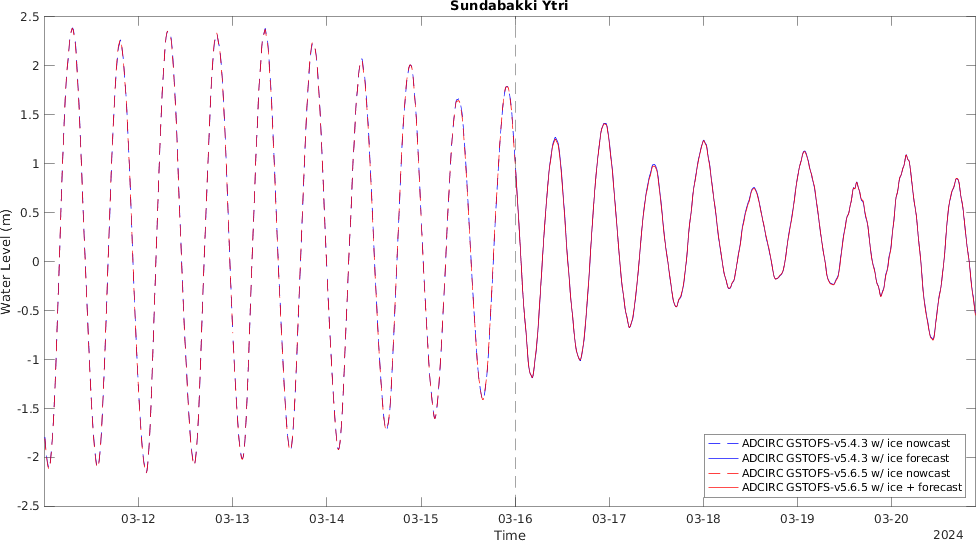 Sundabakki Ytri
2.5
2
1.5
1
0.5
0
-0.5
-1
-1.5
-2
-2.5
Water Level (m)
ADCIRC GSTOFS-v5.4.3 w/ ice nowcast
ADCIRC GSTOFS-v5.4.3 w/ ice forecast
ADCIRC GSTOFS-v5.6.5 w/ ice nowcast
ADCIRC GSTOFS-v5.6.5 w/ ice + forecast
03-12 03-13 03-14 03-15 03-16 03-17 03-18 03-19 03-20
Time
2024